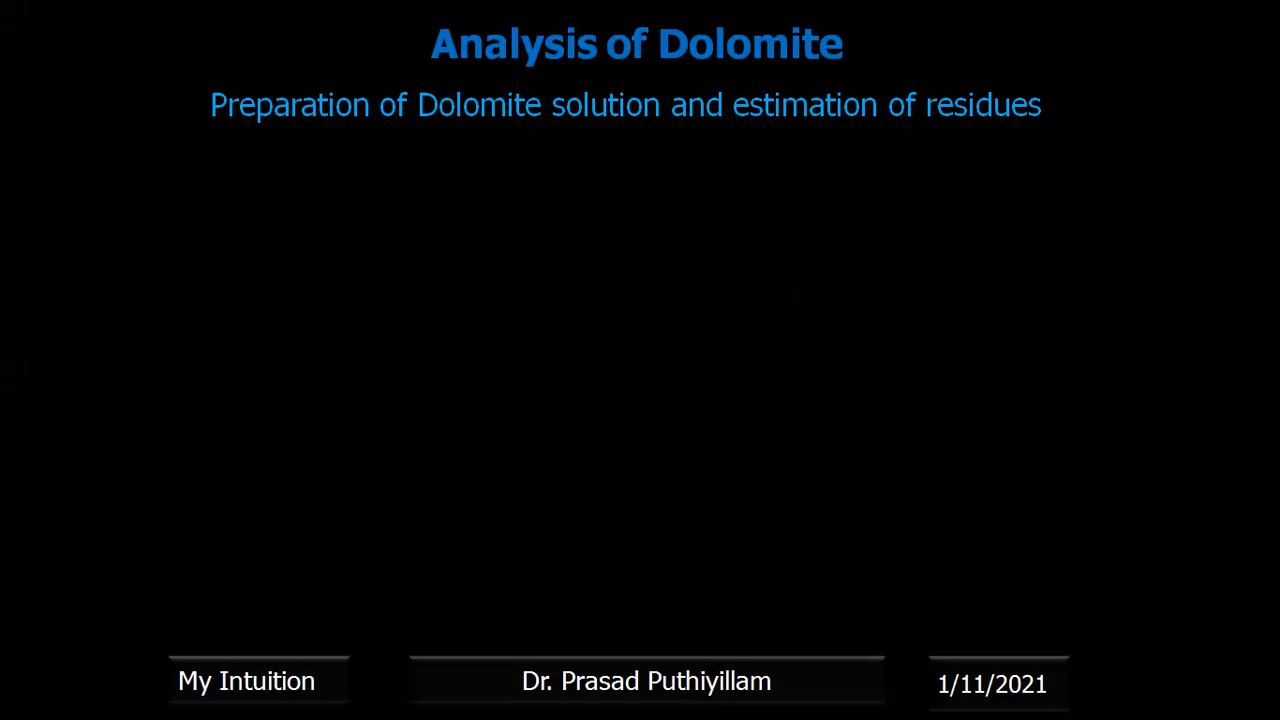 Analysis of Dolomite
Preparation of Dolomite solution and estimation of residues
My Intuition
Dr. Prasad Puthiyillam
1/11/2021